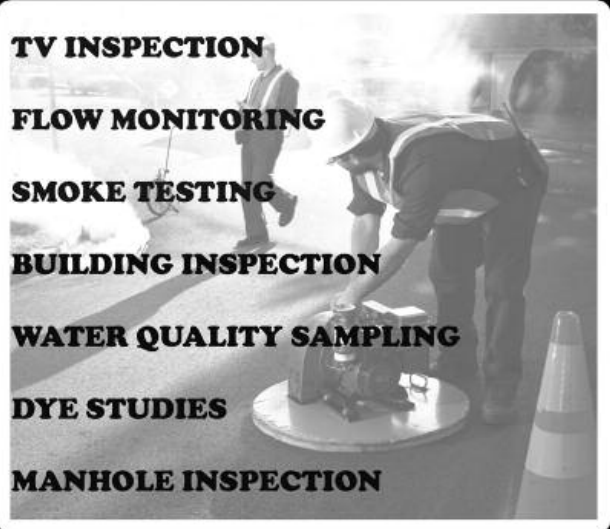 TV INSPECTION
FLOW MONITORING
SMOKE TESTING
BUILDING INSPECTION
WATER QUALITY SAMPLING
DYE STUDIES
MANHOLE INSPECTION